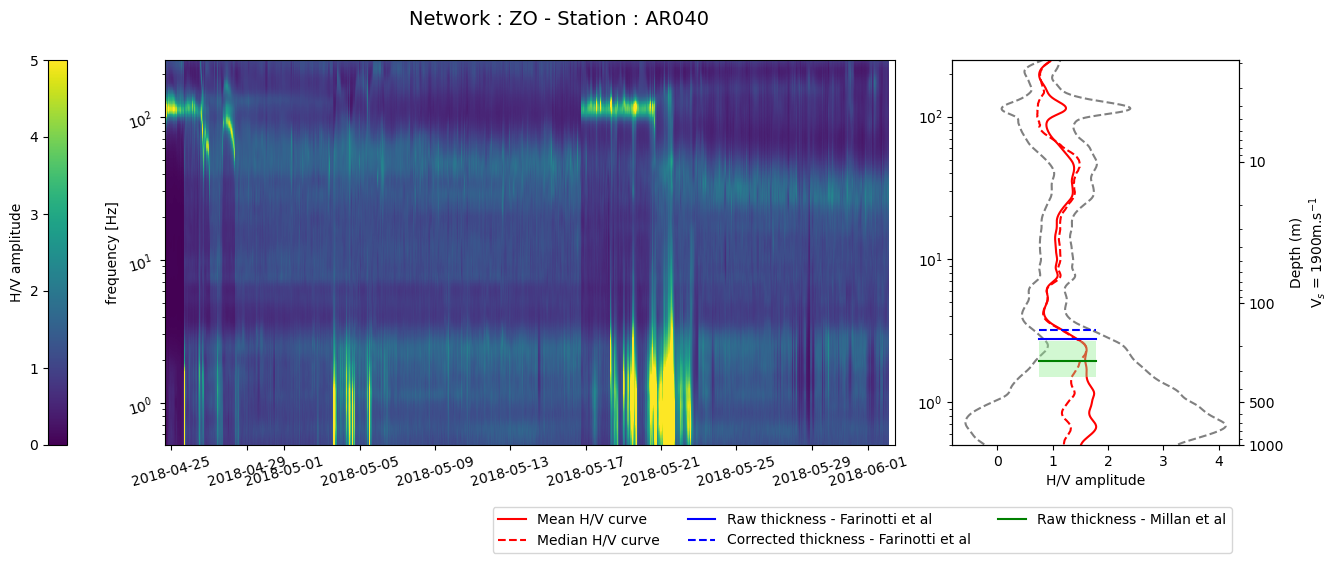 Network : ZO - Station : AR040
5
4
3
2
1
0
H/V amplitude
10²
10¹
10⁰
frequency [Hz]
2018-04-25
2018-04-29
2018-05-01
2018-05-05
2018-05-09
2018-05-13
2018-05-17
2018-05-21
2018-05-25
2018-05-29
2018-06-01
10²
10¹
10⁰
0
1
2
3
4
H/V amplitude
10
100
500
1000
Depth (m)
Vₛ = 1900m.s⁻¹
Mean H/V curve
Median H/V curve
Raw thickness - Farinotti et al
Corrected thickness - Farinotti et al
Raw thickness - Millan et al